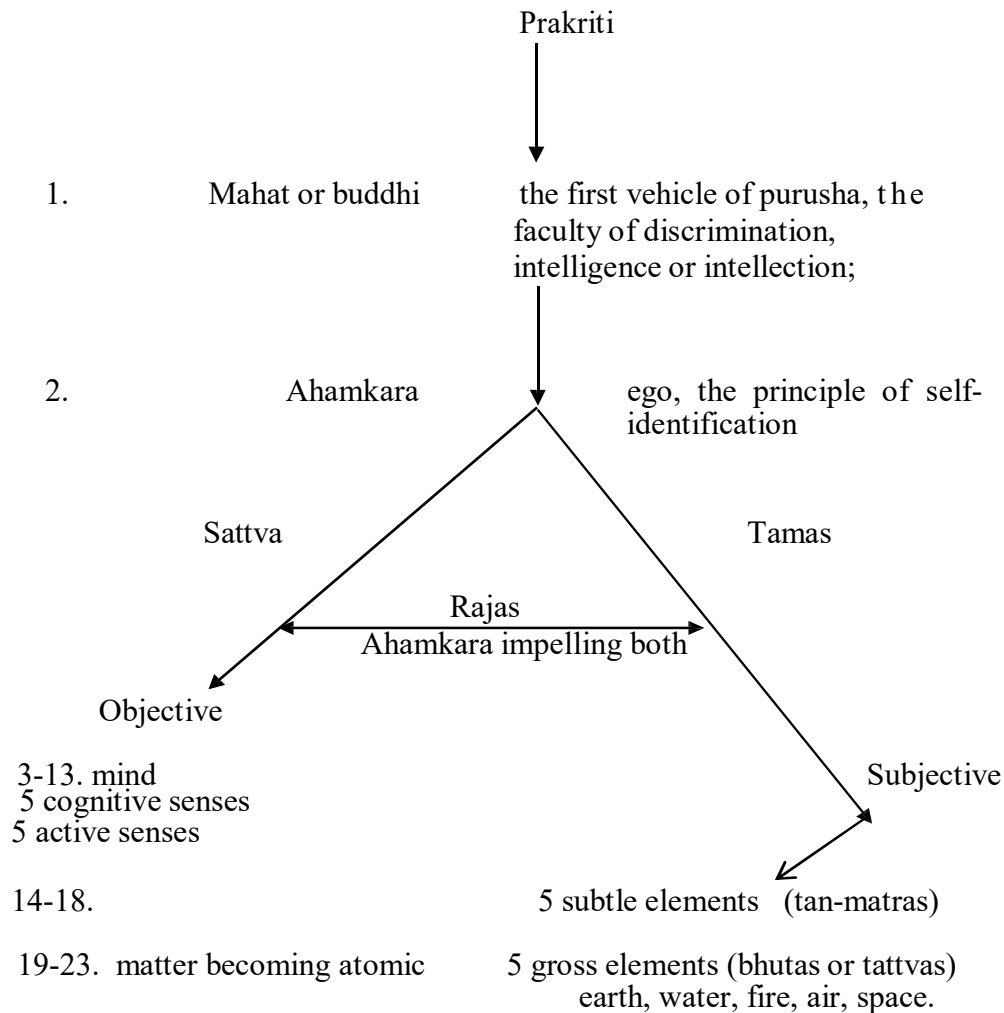 Prakriti
1. Mahat or buddhi the first vehicle of purusha, the
faculty of discrimination,
intelligence or intellection;
2. Ahamkara ego, the principle of self-
identification
Sattva Tamas
Rajas
Ahamkara impelling both
Objective
3-13. mind Subjective
5 cognitive senses
5 active senses
14-18. 5 subtle elements (tan-matras)
19-23. matter becoming atomic 5 gross elements (bhutas or tattvas)
earth, water, fire, air, space.